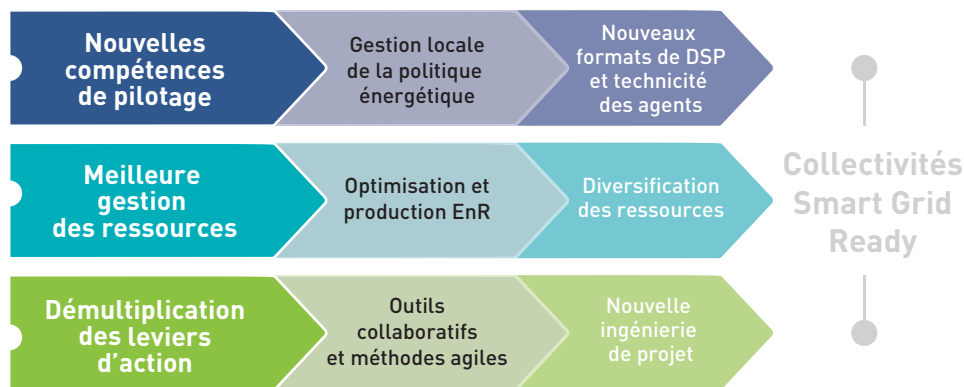 Nouvelles
compétences
de pilotage
Gestion locale
de la politique
énergétique
Nouveaux
formats de DSP
et technicité
des agents
Meilleure
gestion
des ressources
Optimisation et
production EnR
Diversification
des ressources
Démultiplication
des leviers
d'action
Outils
collaboratifs
et méthodes agiles
Nouvelle
ingénierie
de projet
Collectivités
Smart Grid
Ready